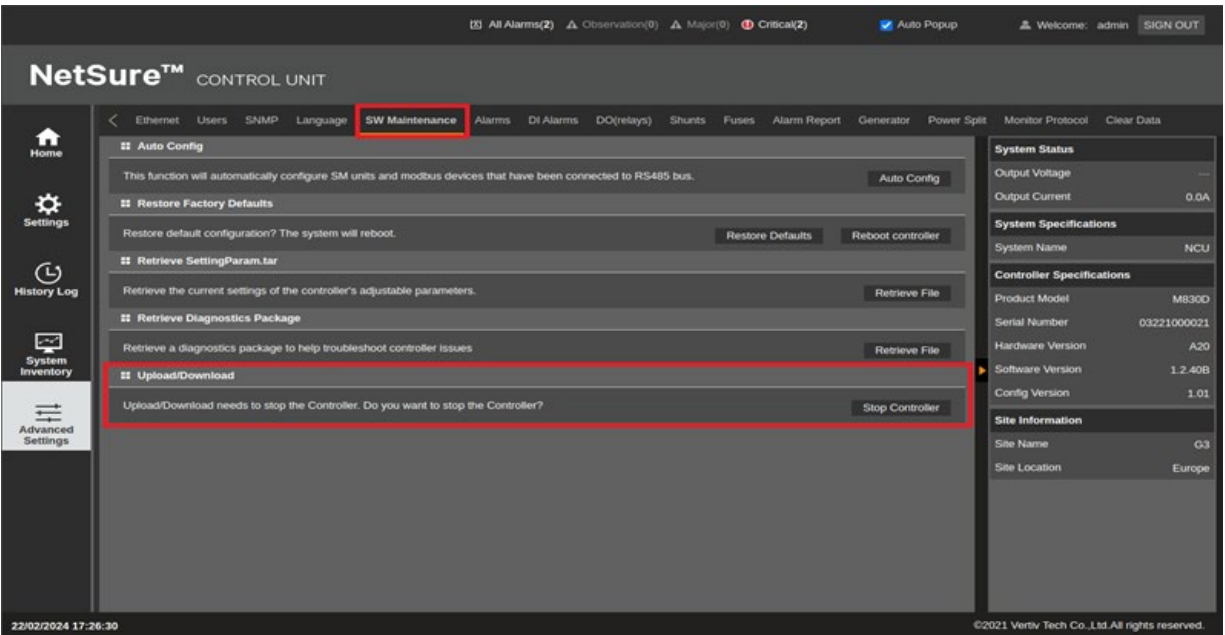 All Alarms(2) Observation(0) Major(0) Critical(2) Auto Popup Welcome: admin SIGN OUT
NetSure™ CONTROL UNIT
Ethernet Users SNMP Language SW Maintenance Alarms DI Alarms DO(relays) Shunts Fuses Alarm Report Generator Power Split Monitor Protocol Clear Data
Home
Settings
History Log
System
Inventory
Advanced
Settings
Auto Config
This function will automatically configure SM units and modbus devices that have been connected to RS485 bus. Auto Config
Restore Factory Defaults
Restore default configuration? The system will reboot. Restore Defaults Reboot controller
Retrieve SettingParam.tar
Retrieve the current settings of the controller's adjustable parameters. Retrieve File
Retrieve Diagnostics Package
Retrieve a diagnostics package to help troubleshoot controller issues Retrieve File
Upload/Download
Upload/Download needs to stop the Controller. Do you want to stop the Controller? Stop Controller
System Status
Output Voltage ---
Output Current 0.0A
System Specifications
System Name NCU
Controller Specifications
Product Model M830D
Serial Number 03221000021
Hardware Version A20
Software Version 1.2.40B
Config Version 1.01
Site Information
Site Name G3
Site Location Europe
22/02/2024 17:26:30 ©2021 Vertiv Tech Co.,Ltd.All rights reserved.